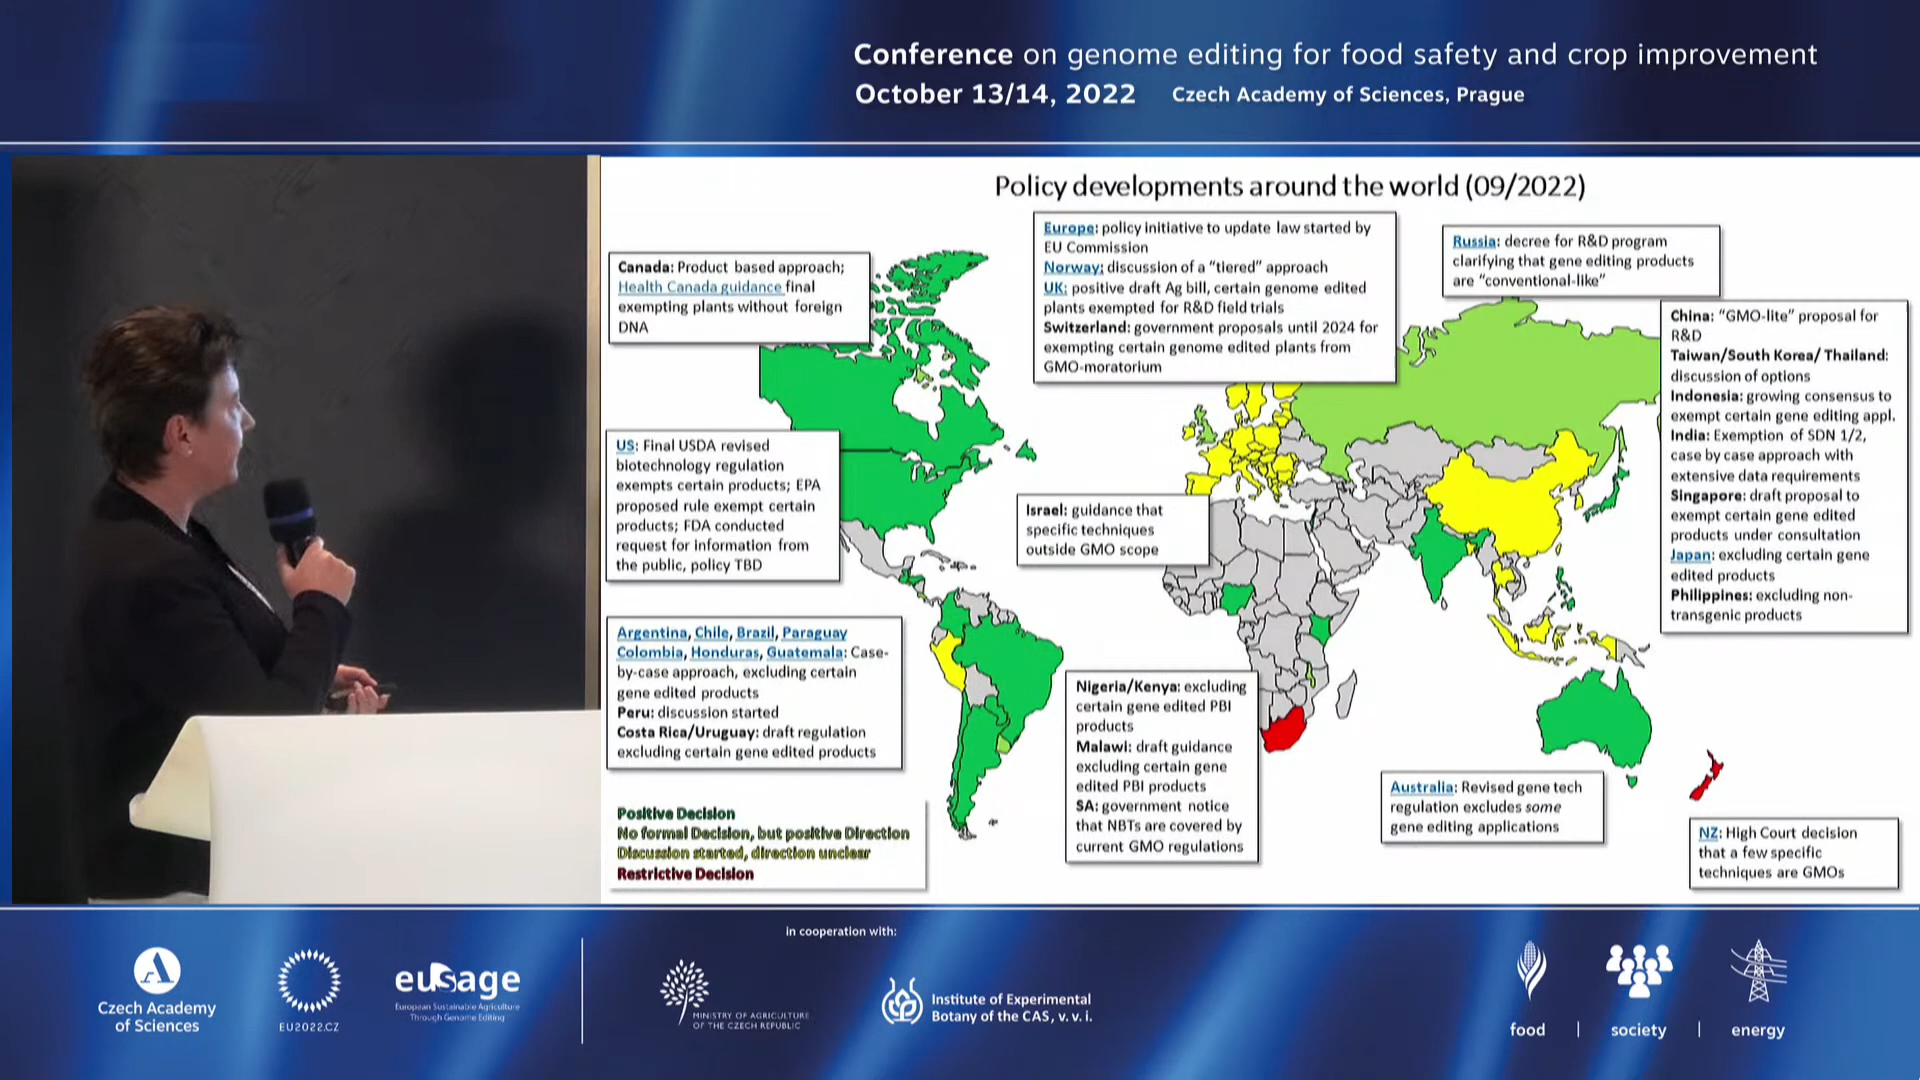 Conference on genome editing for food safety and crop improvement
October 13/14, 2022 Czech Academy of Sciences, Prague
Policy developments around the world (09/2022)
Canada: Product based approach;
Health Canada guidance final
exempting plants without foreign
DNA
Europe: policy initiative to update law started by
EU Commission
Norway: discussion of a “tiered” approach
UK: positive draft Ag bill, certain genome edited
plants exempted for R&D field trials
Switzerland: government proposals until 2024 for
exempting certain genome edited plants from
GMO-moratorium
Russia: decree for R&D program
clarifying that gene editing products
are “conventional-like”
China: “GMO-lite” proposal for
R&D
Taiwan/South Korea/ Thailand:
discussion of options
Indonesia: growing consensus to
exempt certain gene editing appl.
India: Exemption of SDN 1/2,
case by case approach with
extensive data requirements
Singapore: draft proposal to
exempt certain gene edited
products under consultation
Japan: excluding certain gene
edited products
Philippines: excluding non-
transgenic products
US: Final USDA revised
biotechnology regulation
exempts certain products; EPA
proposed rule exempt certain
products; FDA conducted
request for information from
the public, policy TBD
Israel: guidance that
specific techniques
outside GMO scope
Argentina, Chile, Brazil, Paraguay
Colombia, Honduras, Guatemala: Case-
by-case approach, excluding certain
gene edited products
Peru: discussion started
Costa Rica/Uruguay: draft regulation
excluding certain gene edited products
Nigeria/Kenya: excluding
certain gene edited PBI
products
Malawi: draft guidance
excluding certain gene
edited PBI products
SA: government notice
that NBTs are covered by
current GMO regulations
Australia: Revised gene tech
regulation excludes some
gene editing applications
NZ: High Court decision
that a few specific
techniques are GMOs
Positive Decision
No formal Decision, but positive Direction
Discussion started, direction unclear
Restrictive Decision
in cooperation with:
Czech Academy
of Sciences
EU2022.CZ
eusage
European Sustainable Agriculture
Through Genome Editing
MINISTRY OF AGRICULTURE
OF THE CZECH REPUBLIC
Institute of Experimental
Botany of the CAS, v. v. i.
food | society | energy